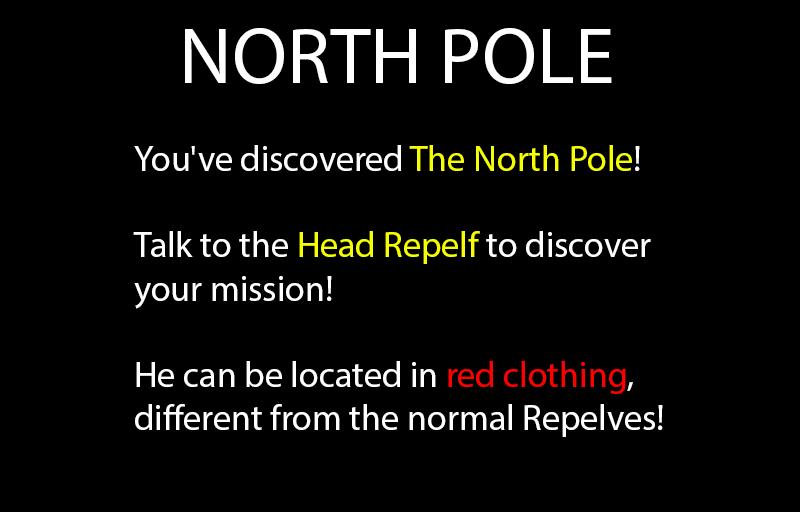 NORTH POLE
You've discovered The North Pole!
Talk to the Head Repelf to discover
your mission!
He can be located in red clothing,
different from the normal Repelves!